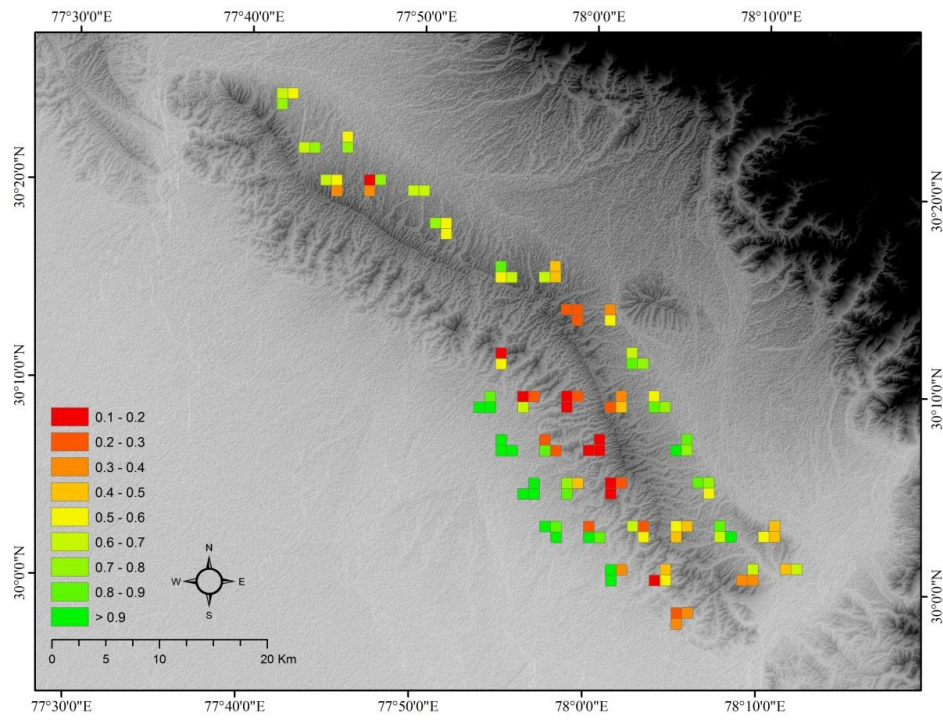 77°30'0"E 77°40'0"E 77°50'0"E 78°0'0"E 78°10'0"E
30°20'0"N
30°20'0"N
30°10'0"N
30°10'0"N
30°0'0"N
30°0'0"N
0.1 - 0.2
0.2 - 0.3
0.3 - 0.4
0.4 - 0.5
0.5 - 0.6
0.6 - 0.7
0.7 - 0.8
0.8 - 0.9
> 0.9
N
W E
S
0 5 10 20 Km
77°30'0"E 77°40'0"E 77°50'0"E 78°0'0"E 78°10'0"E